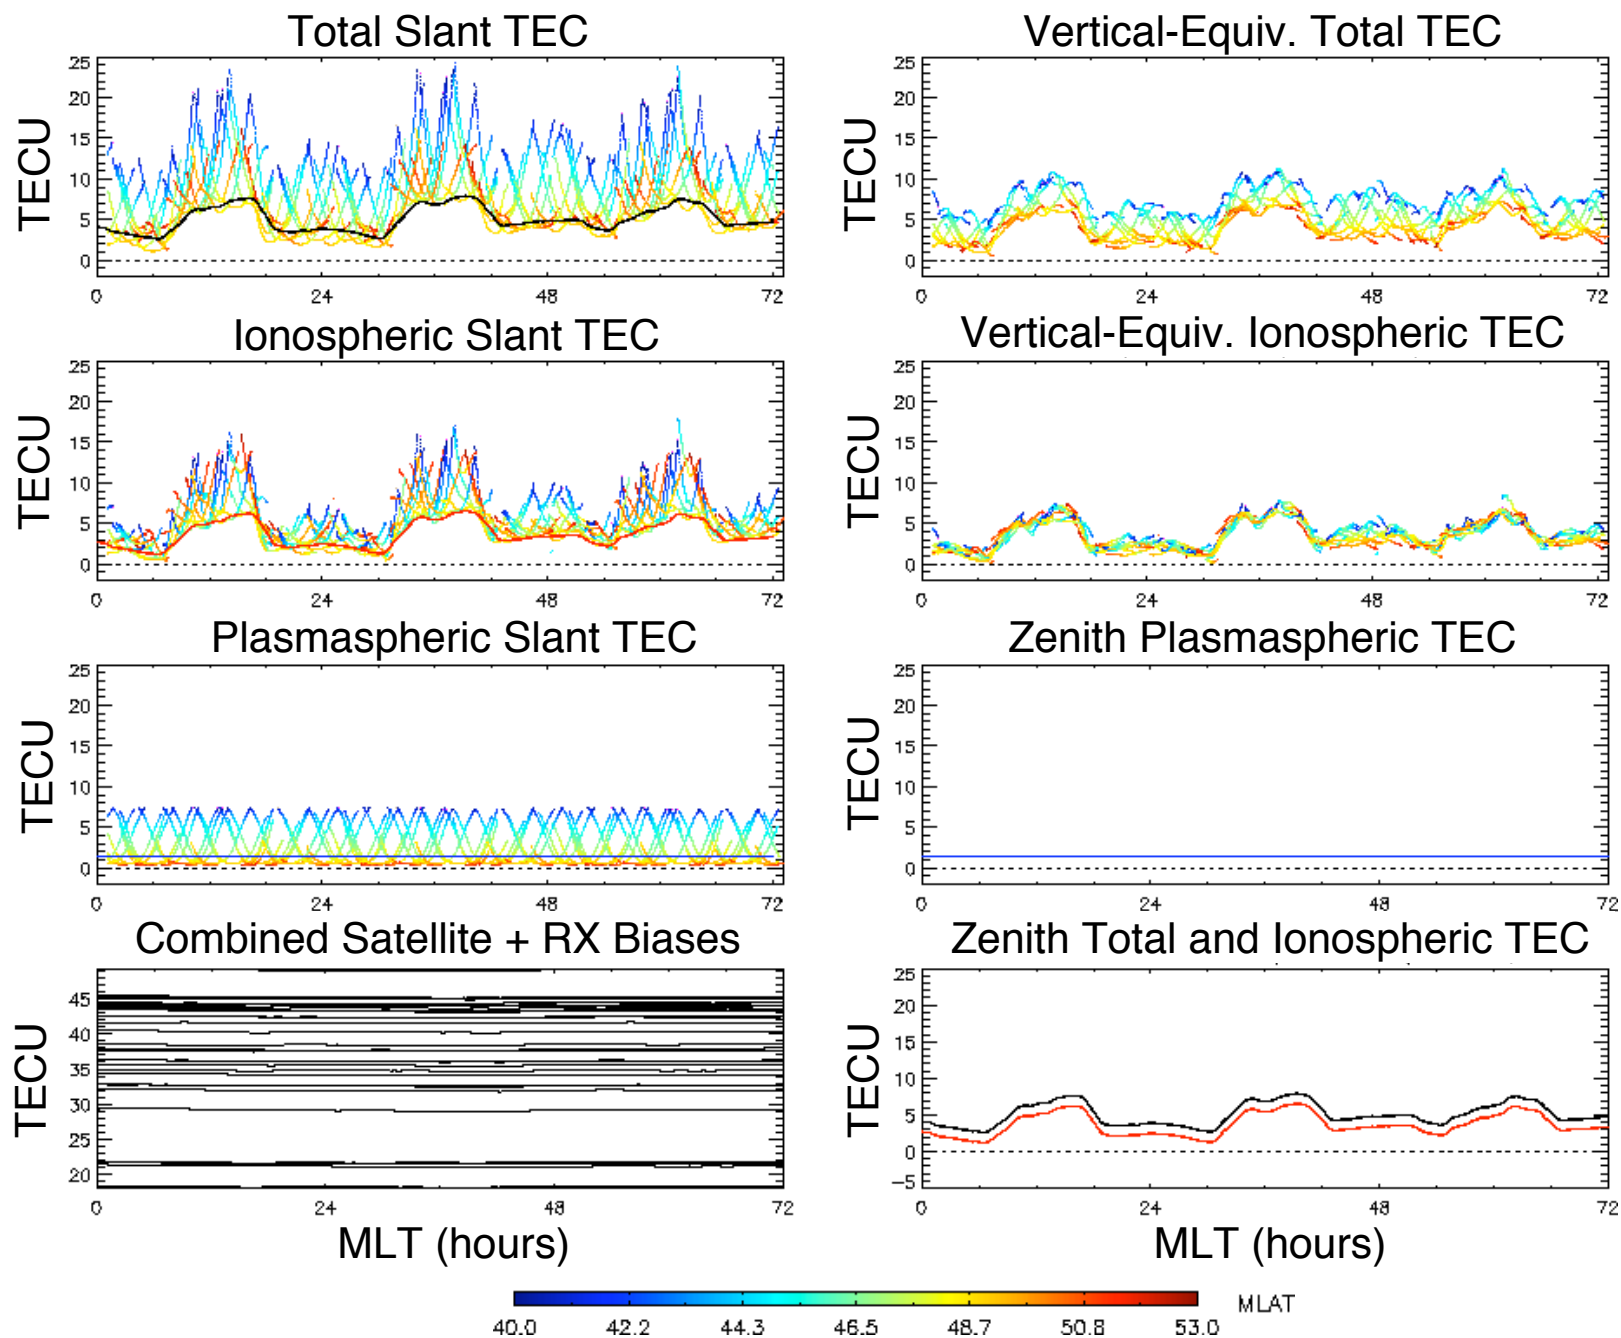 Total Slant TEC
TECU
25
20
15
10
5
0
0 24 48 72
Vertical-Equiv. Total TEC
TECU
25
20
15
10
5
0
0 24 48 72
Ionospheric Slant TEC
TECU
25
20
15
10
5
0
0 24 48 72
Vertical-Equiv. Ionospheric TEC
TECU
25
20
15
10
5
0
0 24 48 72
Plasmaspheric Slant TEC
TECU
25
20
15
10
5
0
0 24 48 72
Zenith Plasmaspheric TEC
TECU
25
20
15
10
5
0
0 24 48 72
Combined Satellite + RX Biases
TECU
45
40
35
30
25
20
0 24 48 72
MLT (hours)
Zenith Total and Ionospheric TEC
TECU
25
20
15
10
5
0
−5
0 24 48 72
MLT (hours)
MLAT
40.0 42.2 44.3 46.5 48.7 50.8 53.0